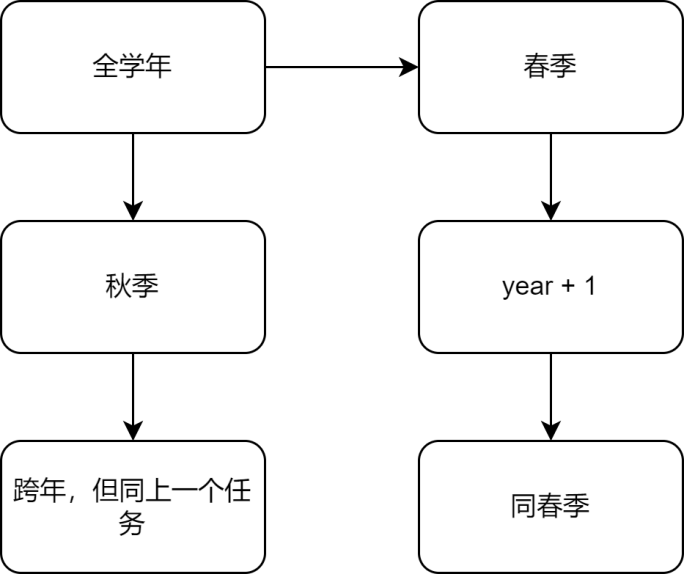 全学年
春季
秋季
year + 1
跨年，但同上一个任
务
同春季